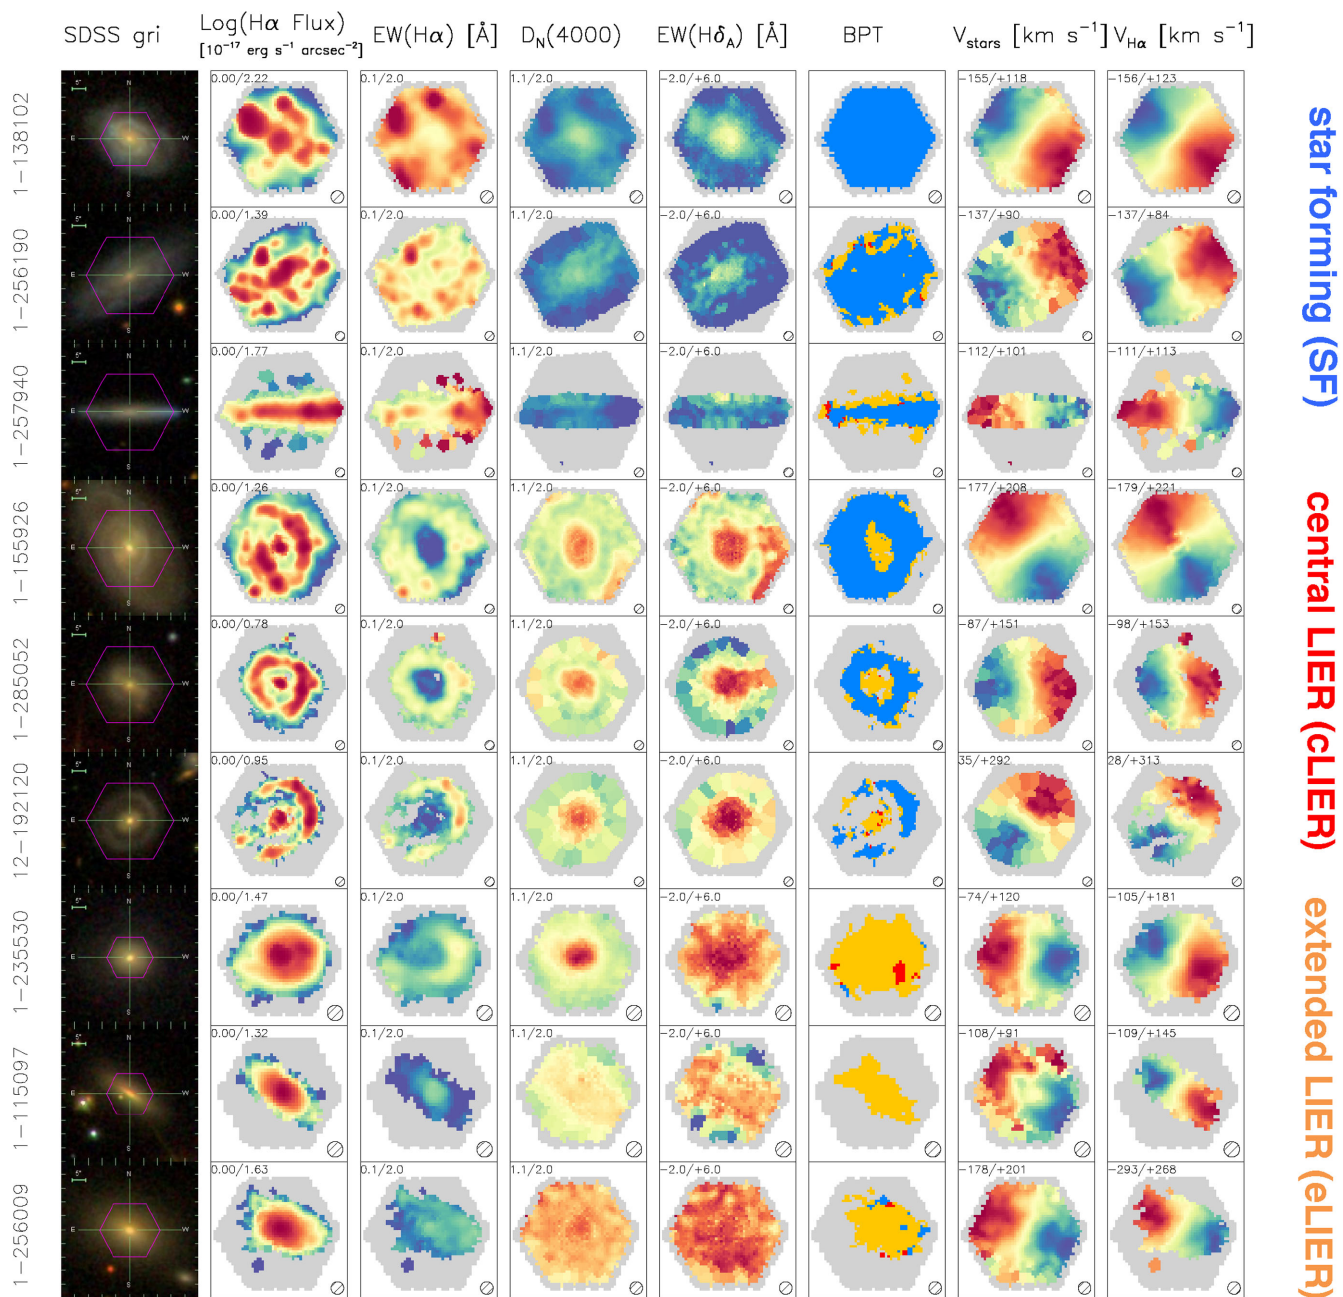 SDSS gri
Log(Hα Flux)
[10⁻¹⁷ erg s⁻¹ arcsec⁻²]
EW(Hα) [Å]
D_N(4000)
EW(Hδ_A) [Å]
BPT
V_stars [km s⁻¹]
V_Hα [km s⁻¹]
1-138102
5"
N
E
W
S
0.00/2.22
0.1/2.0
1.1/2.0
-2.0/+6.0
-155/+118
-156/+123
1-256190
5"
N
E
W
S
0.00/1.39
0.1/2.0
1.1/2.0
-2.0/+6.0
-137/+90
-137/+84
1-257940
5"
N
E
W
S
0.00/1.77
0.1/2.0
1.1/2.0
-2.0/+6.0
-112/+101
-111/+113
star forming (SF)
1-155926
5"
N
E
W
S
0.00/1.26
0.1/2.0
1.1/2.0
-2.0/+6.0
-177/+208
-179/+221
1-285052
5"
N
E
W
S
0.00/0.78
0.1/2.0
1.1/2.0
-2.0/+6.0
-87/+151
-98/+153
12-192120
5"
N
E
W
S
0.00/0.95
0.1/2.0
1.1/2.0
-2.0/+6.0
35/+292
28/+313
central LIER (cLIER)
1-235530
5"
N
E
W
S
0.00/1.47
0.1/2.0
1.1/2.0
-2.0/+6.0
-74/+120
-105/+181
1-115097
5"
N
E
W
S
0.00/1.32
0.1/2.0
1.1/2.0
-2.0/+6.0
-108/+91
-109/+145
1-256009
5"
N
E
W
S
0.00/1.63
0.1/2.0
1.1/2.0
-2.0/+6.0
-178/+201
-293/+268
extended LIER (eLIER)